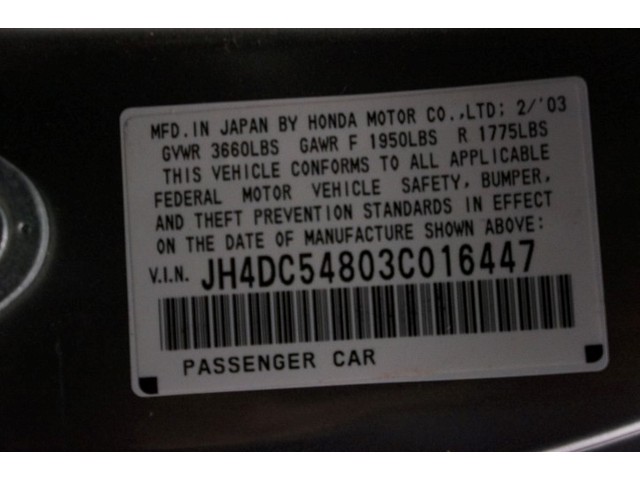 MFD.IN JAPAN BY HONDA MOTOR CO.,LTD; 2/'03
GVWR 3660LBS GAWR F 1950LBS R 1775LBS
THIS VEHICLE CONFORMS TO ALL APPLICABLE
FEDERAL MOTOR VEHICLE SAFETY, BUMPER,
AND THEFT PREVENTION STANDARDS IN EFFECT
ON THE DATE OF MANUFACTURE SHOWN ABOVE:
V.I.N. JH4DC54803C016447
PASSENGER CAR